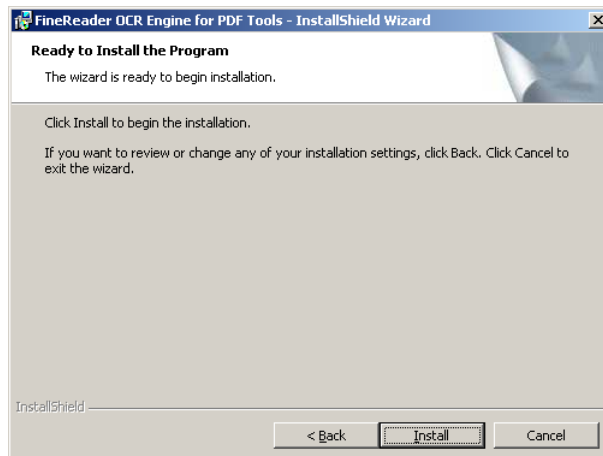 FineReader OCR Engine for PDF Tools - InstallShield Wizard
Ready to Install the Program
The wizard is ready to begin installation.
Click Install to begin the installation.
If you want to review or change any of your installation settings, click Back. Click Cancel to
exit the wizard.
InstallShield
< Back Install Cancel